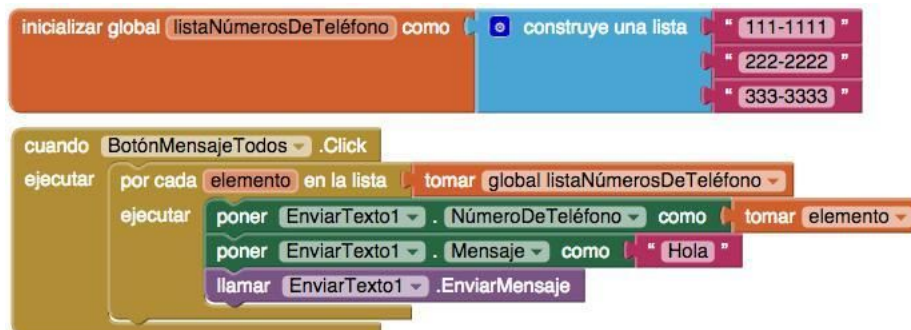 inicializar global listaNúmerosDeTeléfono como construye una lista " 111-1111 "
" 222-2222 "
" 333-3333 "
cuando BotónMensajeTodos .Click
ejecutar por cada elemento en la lista tomar global listaNúmerosDeTeléfono
ejecutar poner EnviarTexto1 . NúmeroDeTeléfono como tomar elemento
poner EnviarTexto1 . Mensaje como " Hola "
llamar EnviarTexto1 .EnviarMensaje